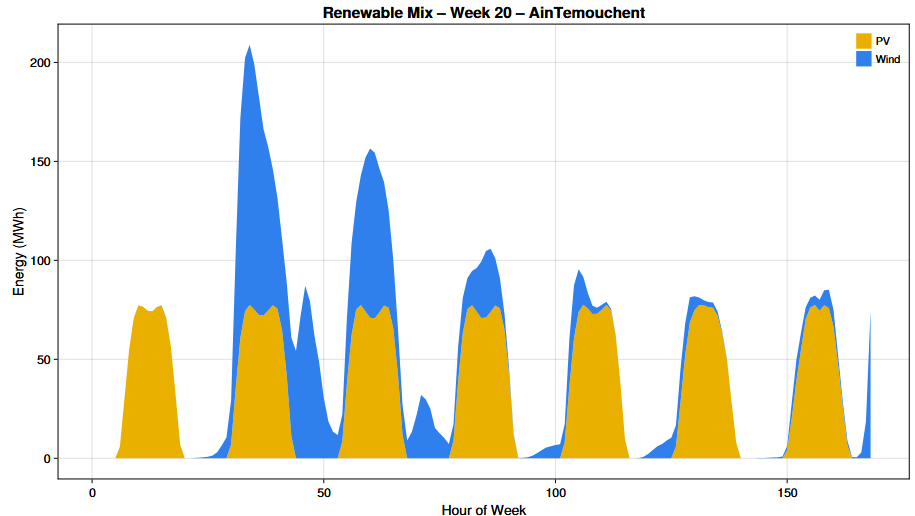 Renewable Mix – Week 20 – AinTemouchent
PV
Wind
Energy (MWh)
200
150
100
50
0
0 50 100 150
Hour of Week